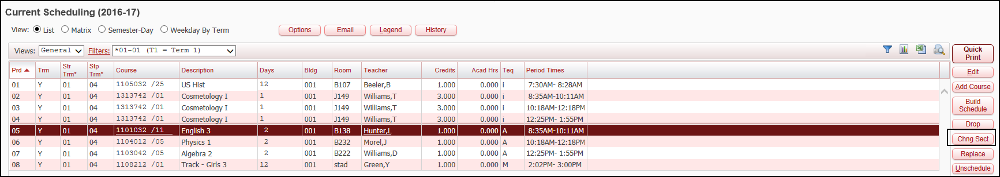 Current Scheduling (2016-17)
View: List Matrix Semester-Day Weekday By Term Options Email Legend History
Views: General Filters: *01-01 (T1 = Term 1)
Quick Print
Prd Trm Str Trm* Stp Trm* Course Description Days Bldg Room Teacher Credits Acad Hrs Teq Period Times
Edit
01 Y 01 04 1105032 /25 US Hist 12 001 B107 Beeler,B 1.000 0.000 i 7:30AM- 8:28AM
Add Course
02 Y 01 04 1313742 /01 Cosmetology I 1 001 J149 Williams,T 3.000 0.000 i 8:35AM-10:11AM
03 Y 01 04 1313742 /01 Cosmetology I 1 001 J149 Williams,T 3.000 0.000 i 10:18AM-12:18PM
Build Schedule
04 Y 01 04 1313742 /01 Cosmetology I 1 001 J149 Williams,T 3.000 0.000 i 12:25PM- 1:55PM
Drop
05 Y 01 04 1101032 /11 English 3 2 001 B138 Hunter,L 1.000 0.000 A 8:35AM-10:11AM
Chng Sect
06 Y 01 04 1104012 /05 Physics 1 2 001 B232 Morel,J 1.000 0.000 A 10:18AM-12:18PM
07 Y 01 04 1103042 /05 Algebra 2 2 001 B222 Williams,D 1.000 0.000 A 12:25PM- 1:55PM
Replace
08 Y 01 04 1108212 /01 Track - Girls 3 12 001 stad Green,Y 1.000 0.000 M 2:02PM- 3:00PM
Unschedule